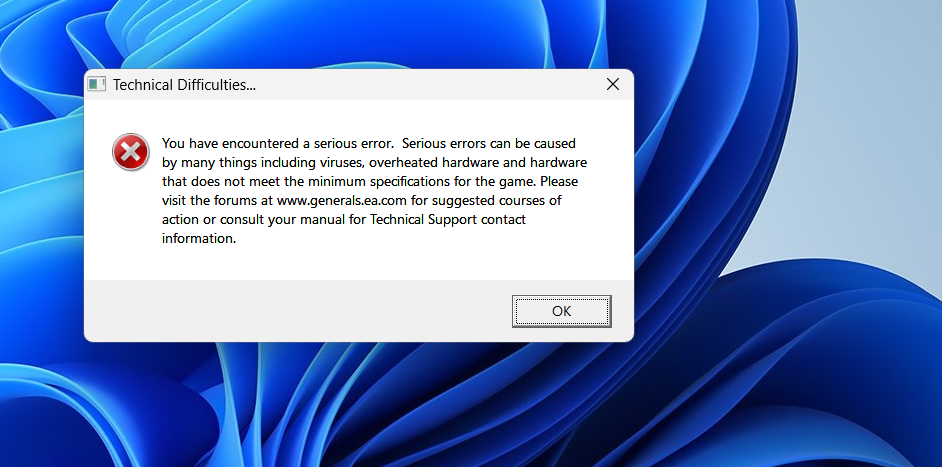 Technical Difficulties...
You have encountered a serious error.  Serious errors can be caused
by many things including viruses, overheated hardware and hardware
that does not meet the minimum specifications for the game. Please
visit the forums at www.generals.ea.com for suggested courses of
action or consult your manual for Technical Support contact
information.
OK